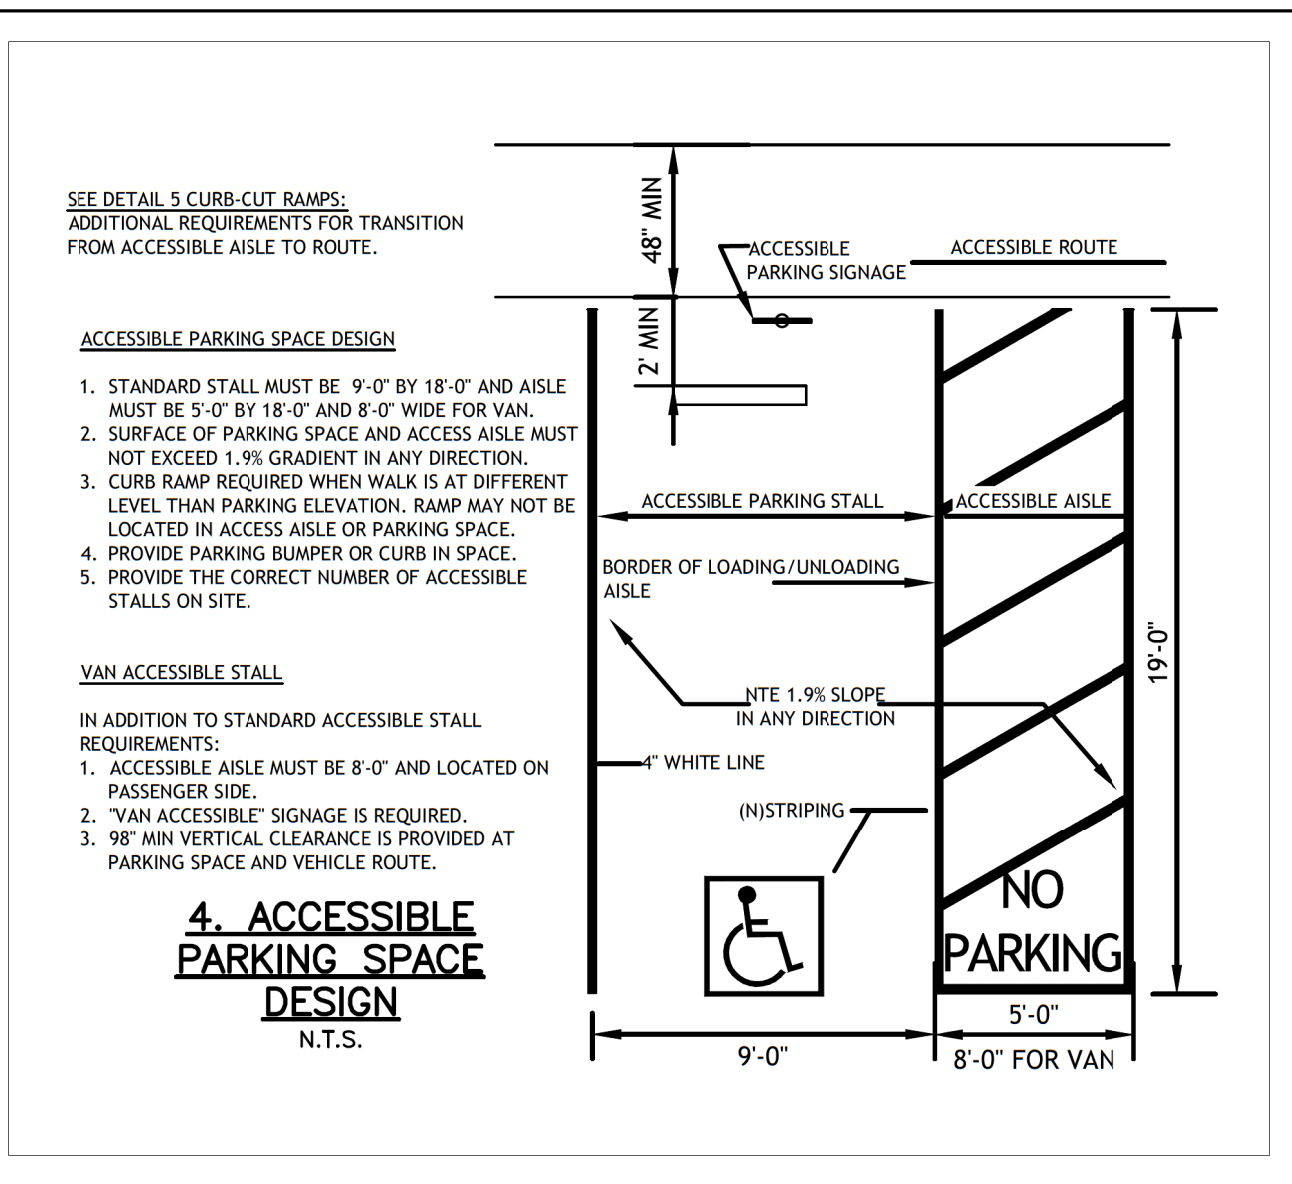 SEE DETAIL 5 CURB-CUT RAMPS:
ADDITIONAL REQUIREMENTS FOR TRANSITION
FROM ACCESSIBLE AISLE TO ROUTE.
ACCESSIBLE PARKING SPACE DESIGN
1. STANDARD STALL MUST BE 9'-0" BY 18'-0" AND AISLE
MUST BE 5'-0" BY 18'-0" AND 8'-0" WIDE FOR VAN.
2. SURFACE OF PARKING SPACE AND ACCESS AISLE MUST
NOT EXCEED 1.9% GRADIENT IN ANY DIRECTION.
3. CURB RAMP REQUIRED WHEN WALK IS AT DIFFERENT
LEVEL THAN PARKING ELEVATION. RAMP MAY NOT BE
LOCATED IN ACCESS AISLE OR PARKING SPACE.
4. PROVIDE PARKING BUMPER OR CURB IN SPACE.
5. PROVIDE THE CORRECT NUMBER OF ACCESSIBLE
STALLS ON SITE.
VAN ACCESSIBLE STALL
IN ADDITION TO STANDARD ACCESSIBLE STALL
REQUIREMENTS:
1. ACCESSIBLE AISLE MUST BE 8'-0" AND LOCATED ON
PASSENGER SIDE.
2. "VAN ACCESSIBLE" SIGNAGE IS REQUIRED.
3. 98" MIN VERTICAL CLEARANCE IS PROVIDED AT
PARKING SPACE AND VEHICLE ROUTE.
4. ACCESSIBLE
PARKING SPACE
DESIGN
N.T.S.
48" MIN
2' MIN
ACCESSIBLE
PARKING SIGNAGE
ACCESSIBLE ROUTE
ACCESSIBLE PARKING STALL
ACCESSIBLE AISLE
BORDER OF LOADING/UNLOADING
AISLE
NTE 1.9% SLOPE
IN ANY DIRECTION
4" WHITE LINE
(N)STRIPING
19'-0"
NO
PARKING
9'-0"
5'-0"
8'-0" FOR VAN